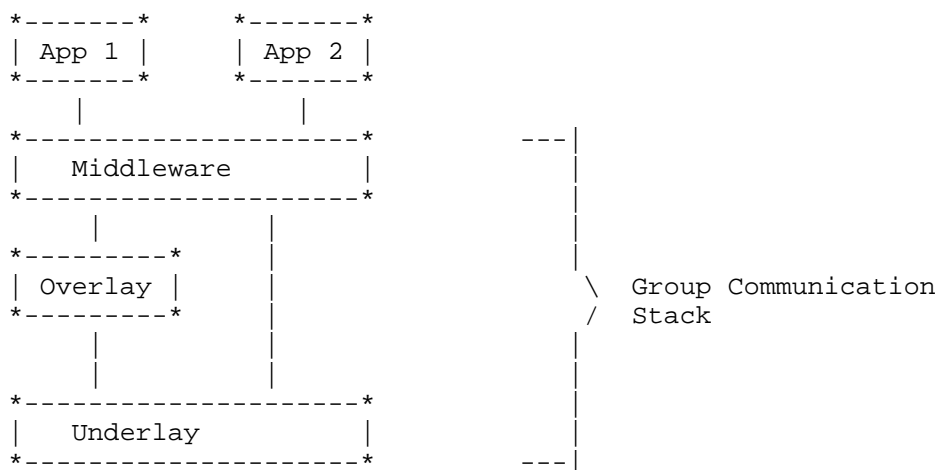 *-------*      *-------*
| App 1 |      | App 2 |
*-------*      *-------*
    |              |
*---------------------*         ---|
|   Middleware        |            |
*---------------------*            |
     |          |                  |
*---------*     |                  |
| Overlay |     |                   \  Group Communication
*---------*     |                   /  Stack
     |          |                  |
     |          |                  |
*---------------------*            |
|   Underlay          |            |
*---------------------*         ---|